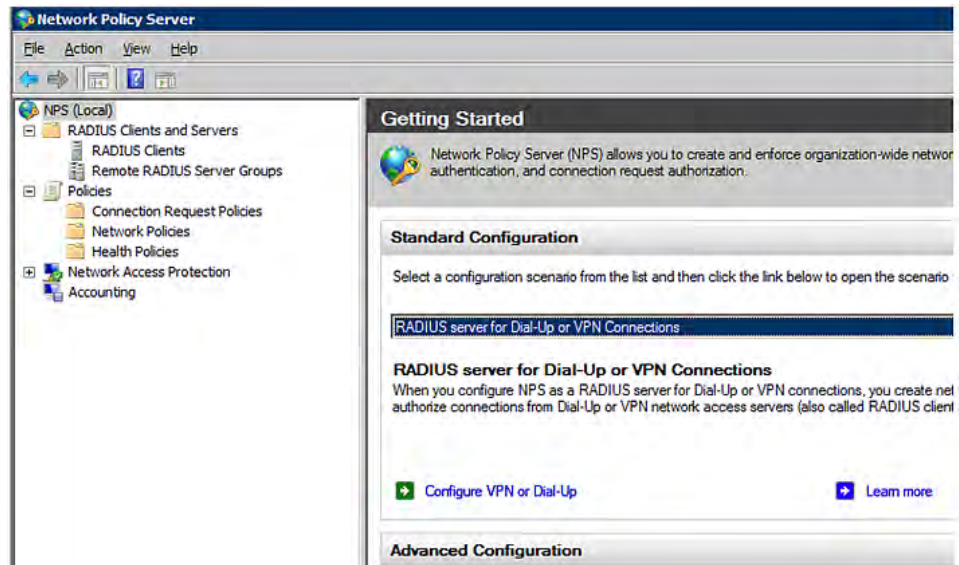 Network Policy Server
File Action View Help
NPS (Local)
RADIUS Clients and Servers
RADIUS Clients
Remote RADIUS Server Groups
Policies
Connection Request Policies
Network Policies
Health Policies
Network Access Protection
Accounting
Getting Started
Network Policy Server (NPS) allows you to create and enforce organization-wide networ
authentication, and connection request authorization.
Standard Configuration
Select a configuration scenario from the list and then click the link below to open the scenario
RADIUS server for Dial-Up or VPN Connections
RADIUS server for Dial-Up or VPN Connections
When you configure NPS as a RADIUS server for Dial-Up or VPN connections, you create net
authorize connections from Dial-Up or VPN network access servers (also called RADIUS client
Configure VPN or Dial-Up
Learn more
Advanced Configuration